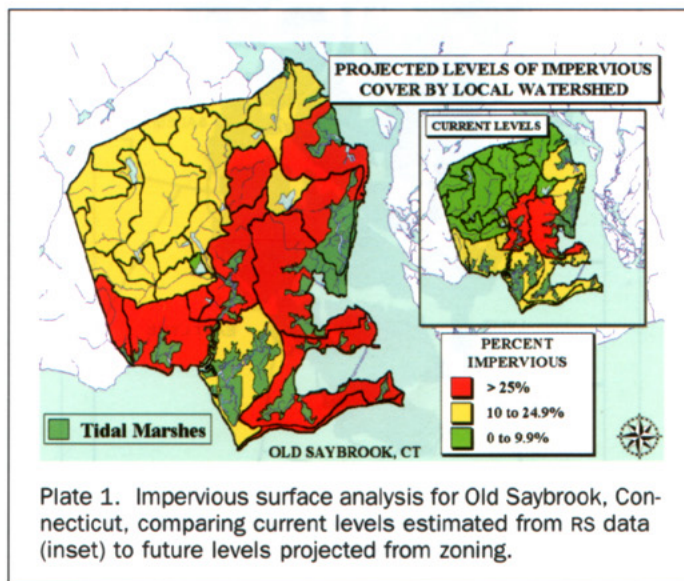 PROJECTED LEVELS OF IMPERVIOUS
COVER BY LOCAL WATERSHED
CURRENT LEVELS
PERCENT
IMPERVIOUS
> 25%
10 to 24.9%
0 to 9.9%
Tidal Marshes
OLD SAYBROOK, CT
Plate 1. Impervious surface analysis for Old Saybrook, Con-
necticut, comparing current levels estimated from RS data
(inset) to future levels projected from zoning.